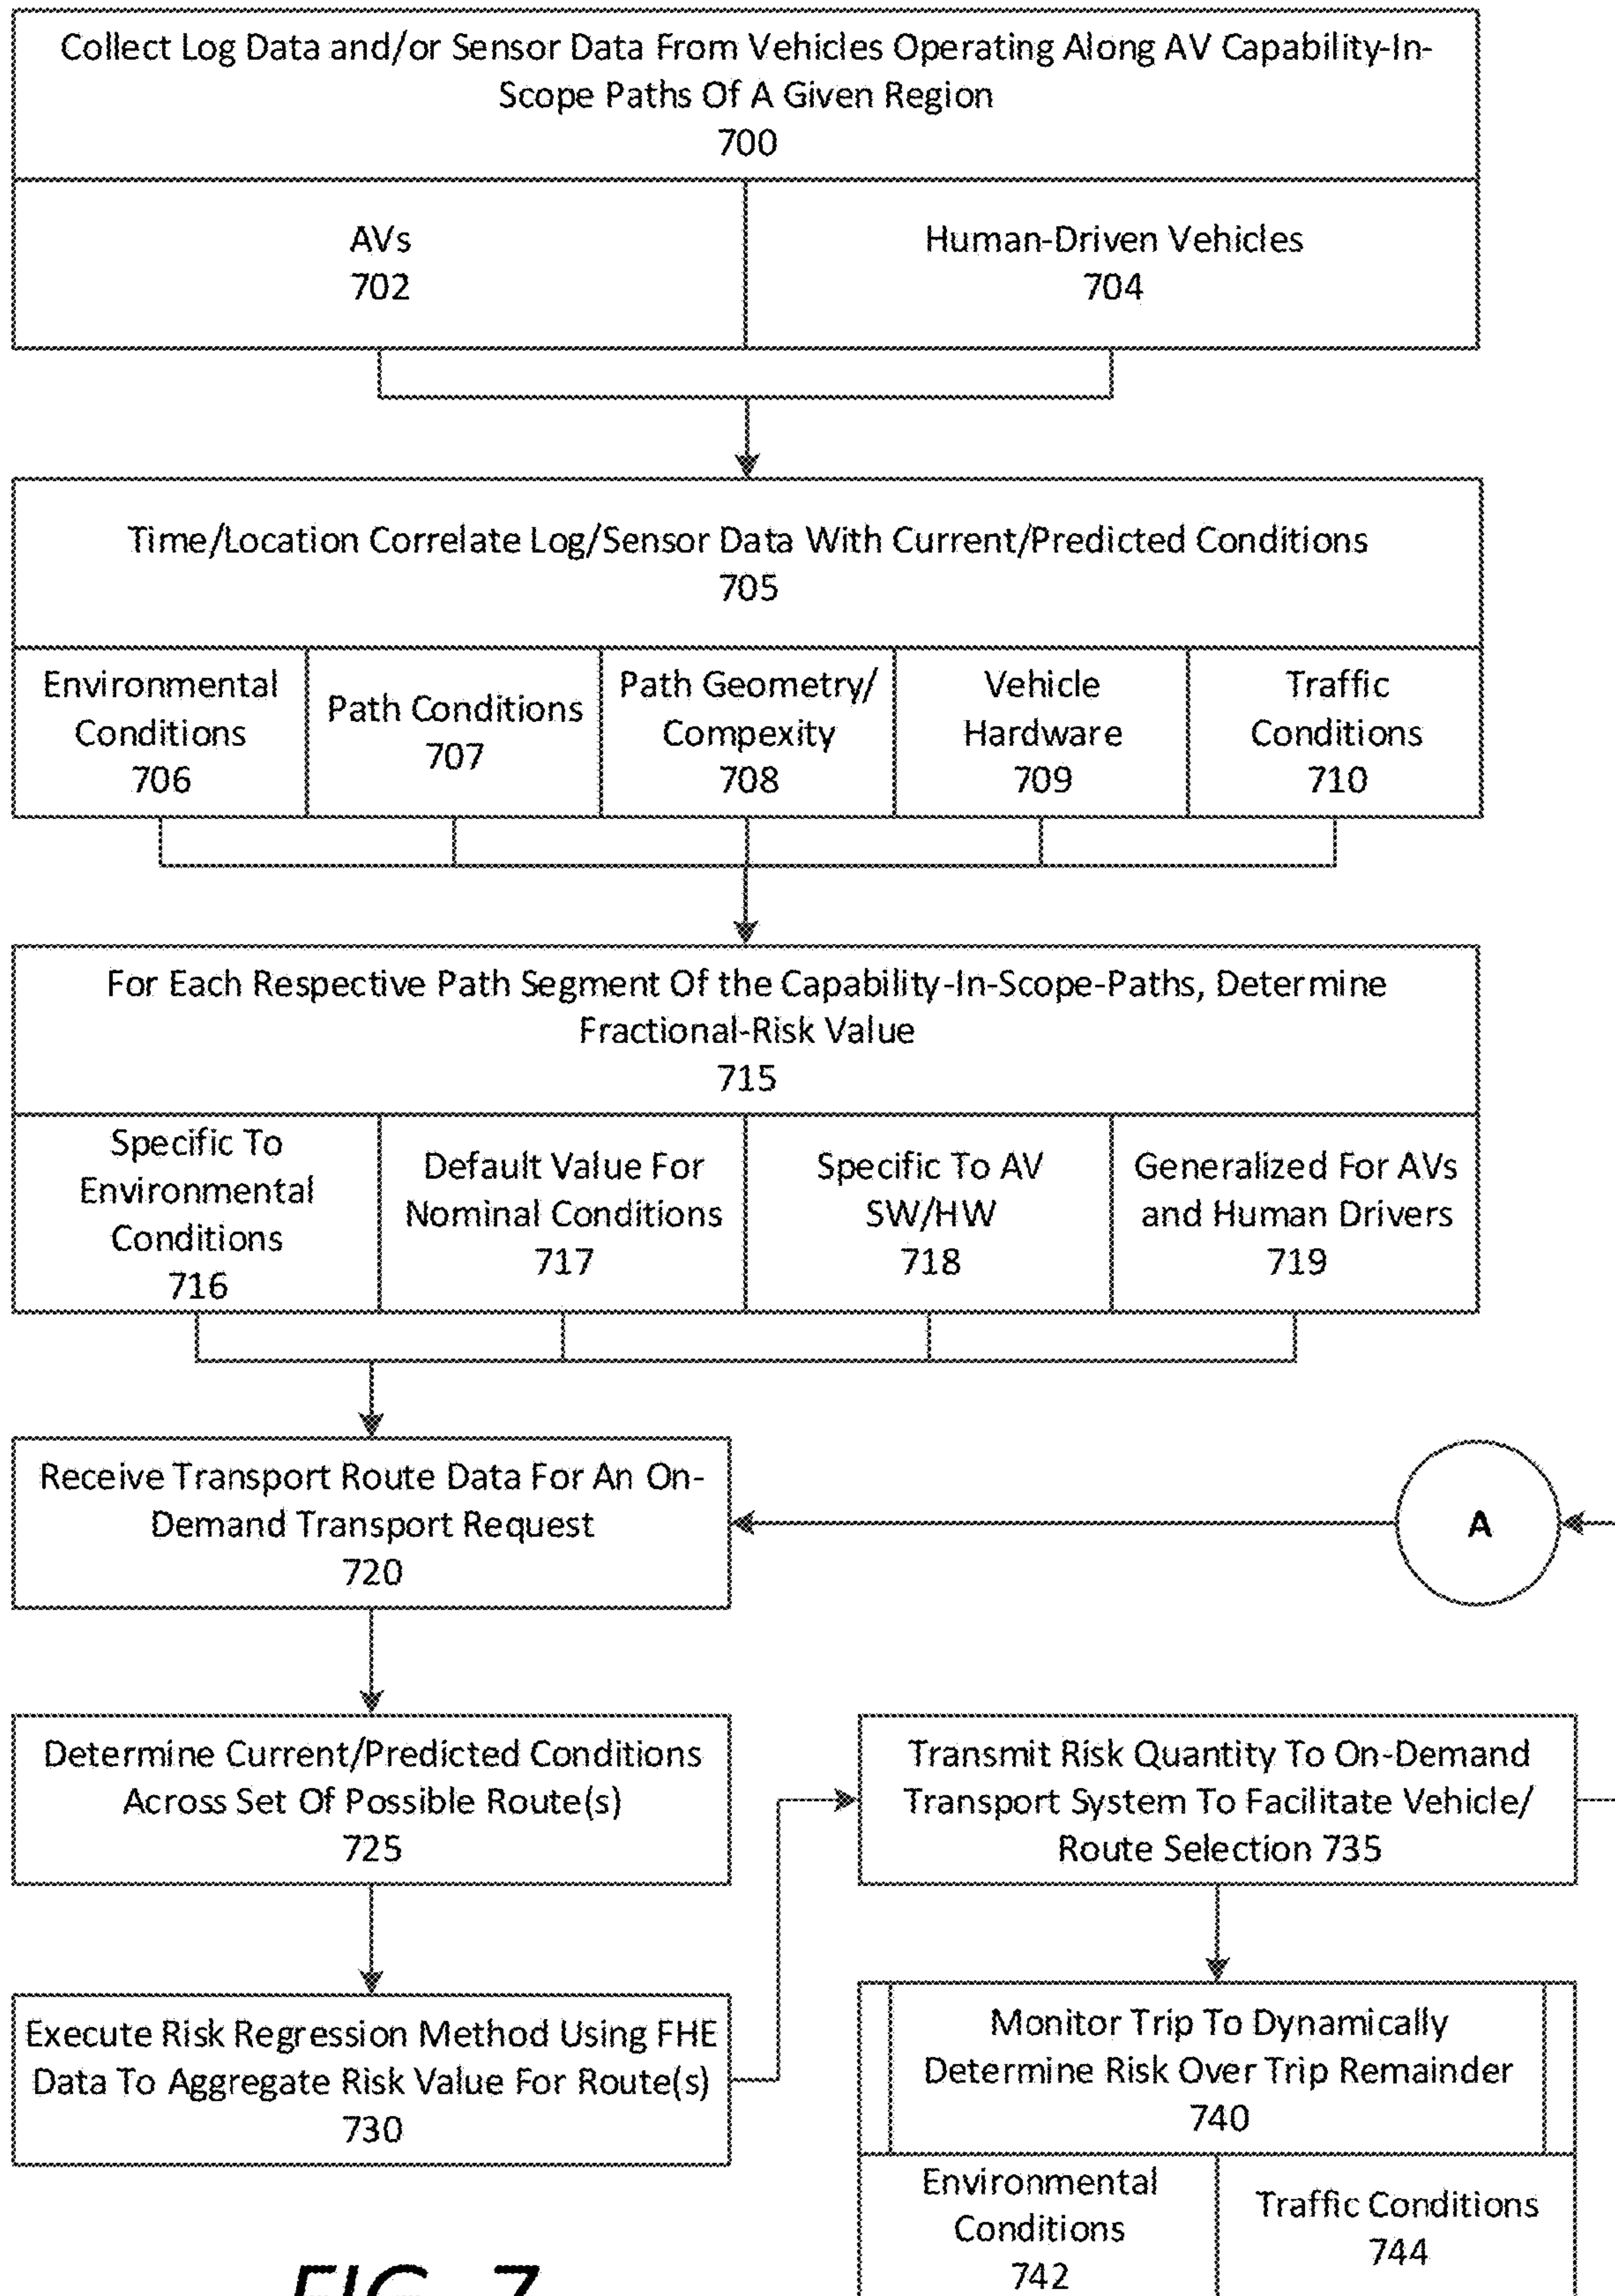 Collect Log Data and/or Sensor Data From Vehicles Operating Along AV Capability-In-
Scope Paths Of A Given Region
700
AVs
702
Human-Driven Vehicles
704
Time/Location Correlate Log/Sensor Data With Current/Predicted Conditions
705
Environmental
Conditions
706
Path Conditions
707
Path Geometry/
Compexity
708
Vehicle
Hardware
709
Traffic
Conditions
710
For Each Respective Path Segment Of the Capability-In-Scope-Paths, Determine
Fractional-Risk Value
715
Specific To
Environmental
Conditions
716
Default Value For
Nominal Conditions
717
Specific To AV
SW/HW
718
Generalized For AVs
and Human Drivers
719
Receive Transport Route Data For An On-
Demand Transport Request
720
A
Determine Current/Predicted Conditions
Across Set Of Possible Route(s)
725
Execute Risk Regression Method Using FHE
Data To Aggregate Risk Value For Route(s)
730
Transmit Risk Quantity To On-Demand
Transport System To Facilitate Vehicle/
Route Selection 735
Monitor Trip To Dynamically
Determine Risk Over Trip Remainder
740
Environmental
Conditions
742
Traffic Conditions
744
FIG. 7